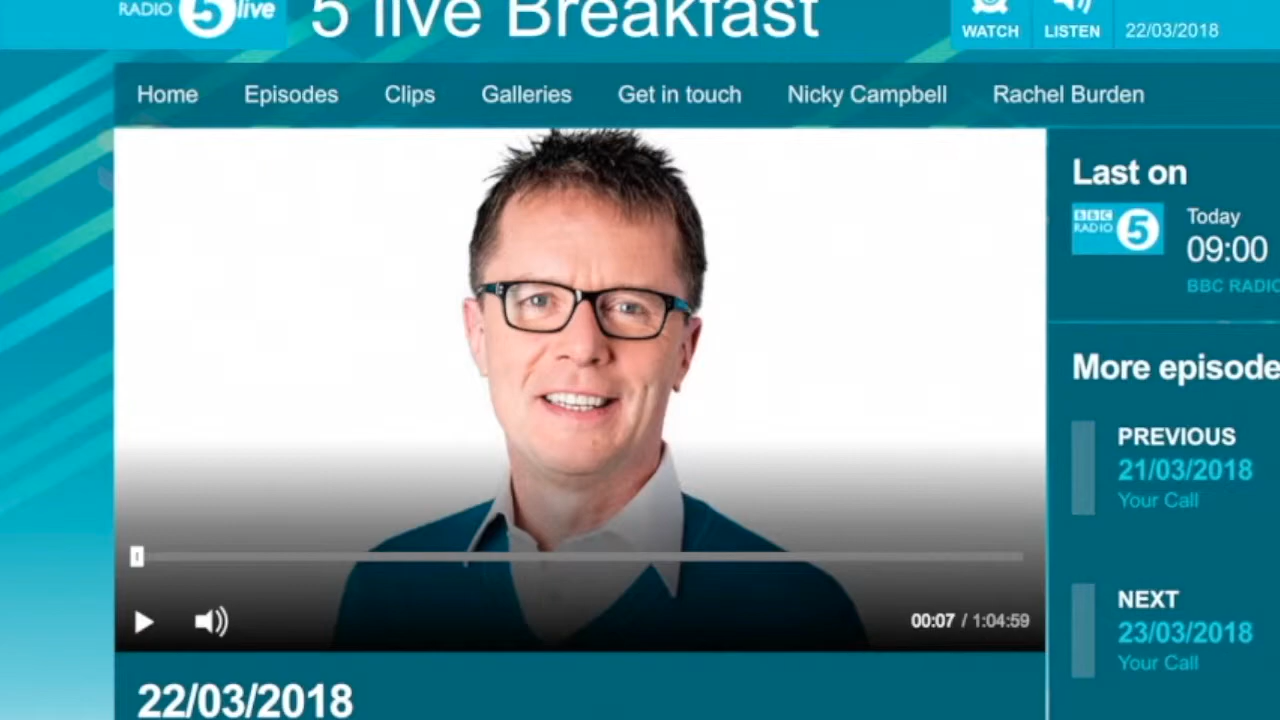 RADIO 5 live
5 live Breakfast
WATCH
LISTEN
22/03/2018
Home Episodes Clips Galleries Get in touch Nicky Campbell Rachel Burden
Last on
BBC
RADIO 5
Today
09:00
BBC RADIO
More episode
PREVIOUS
21/03/2018
Your Call
NEXT
23/03/2018
Your Call
00:07 / 1:04:59
22/03/2018